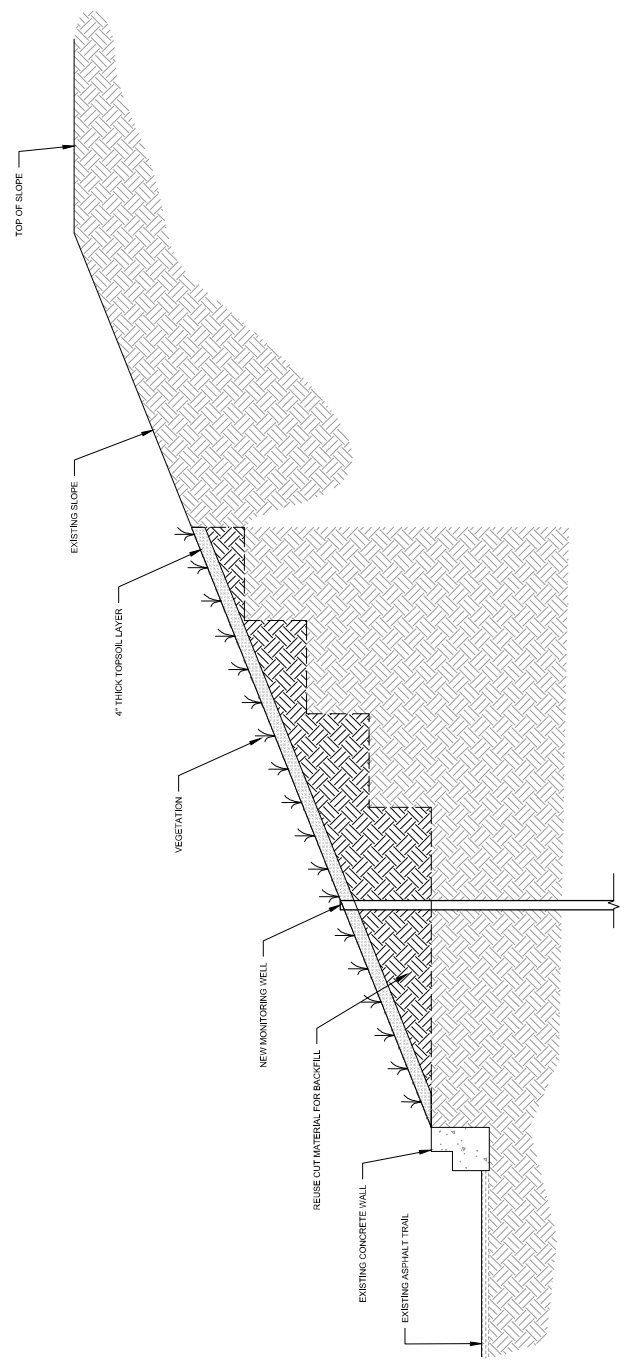 TOP OF SLOPE
EXISTING SLOPE
4" THICK TOPSOIL LAYER
VEGETATION
NEW MONITORING WELL
REUSE CUT MATERIAL FOR BACKFILL
EXISTING CONCRETE WALL
EXISTING ASPHALT TRAIL